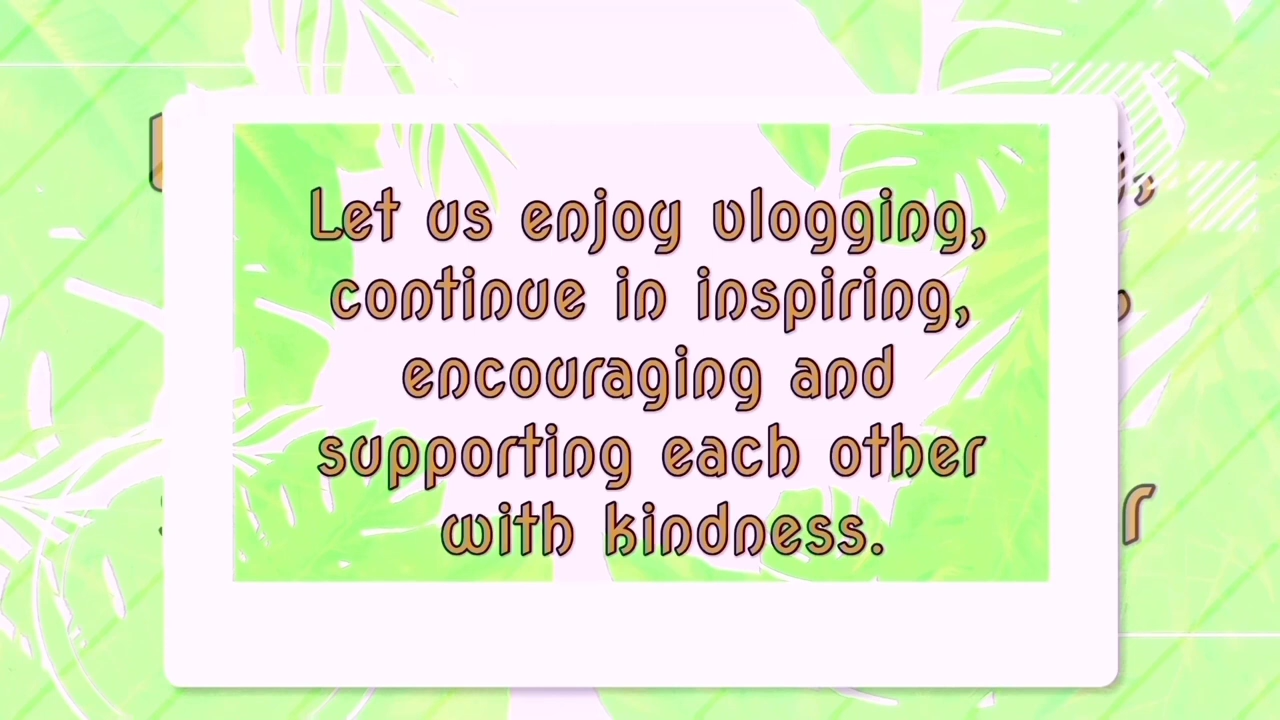 Let us enjoy vlogging,
continue in inspiring,
encouraging and
supporting each other
with kindness.